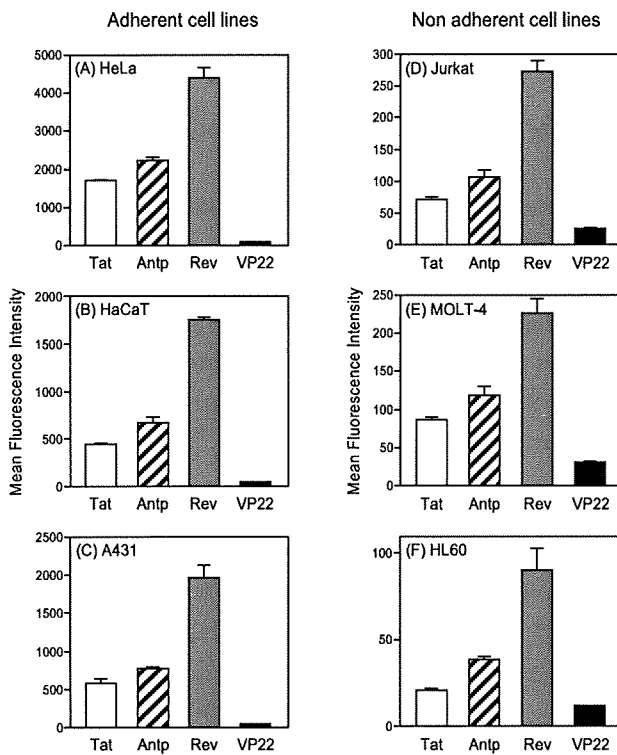 Adherent cell lines
Non adherent cell lines
Mean Fluorescence Intensity
(A) HeLa
5000
4000
3000
2000
1000
0
Tat Antp Rev VP22
(B) HaCaT
2000
1500
1000
500
0
Tat Antp Rev VP22
(C) A431
2500
2000
1500
1000
500
0
Tat Antp Rev VP22
Mean Fluorescence Intensity
(D) Jurkat
300
250
200
150
100
50
0
Tat Antp Rev VP22
(E) MOLT-4
250
200
150
100
50
0
Tat Antp Rev VP22
(F) HL60
100
50
0
Tat Antp Rev VP22